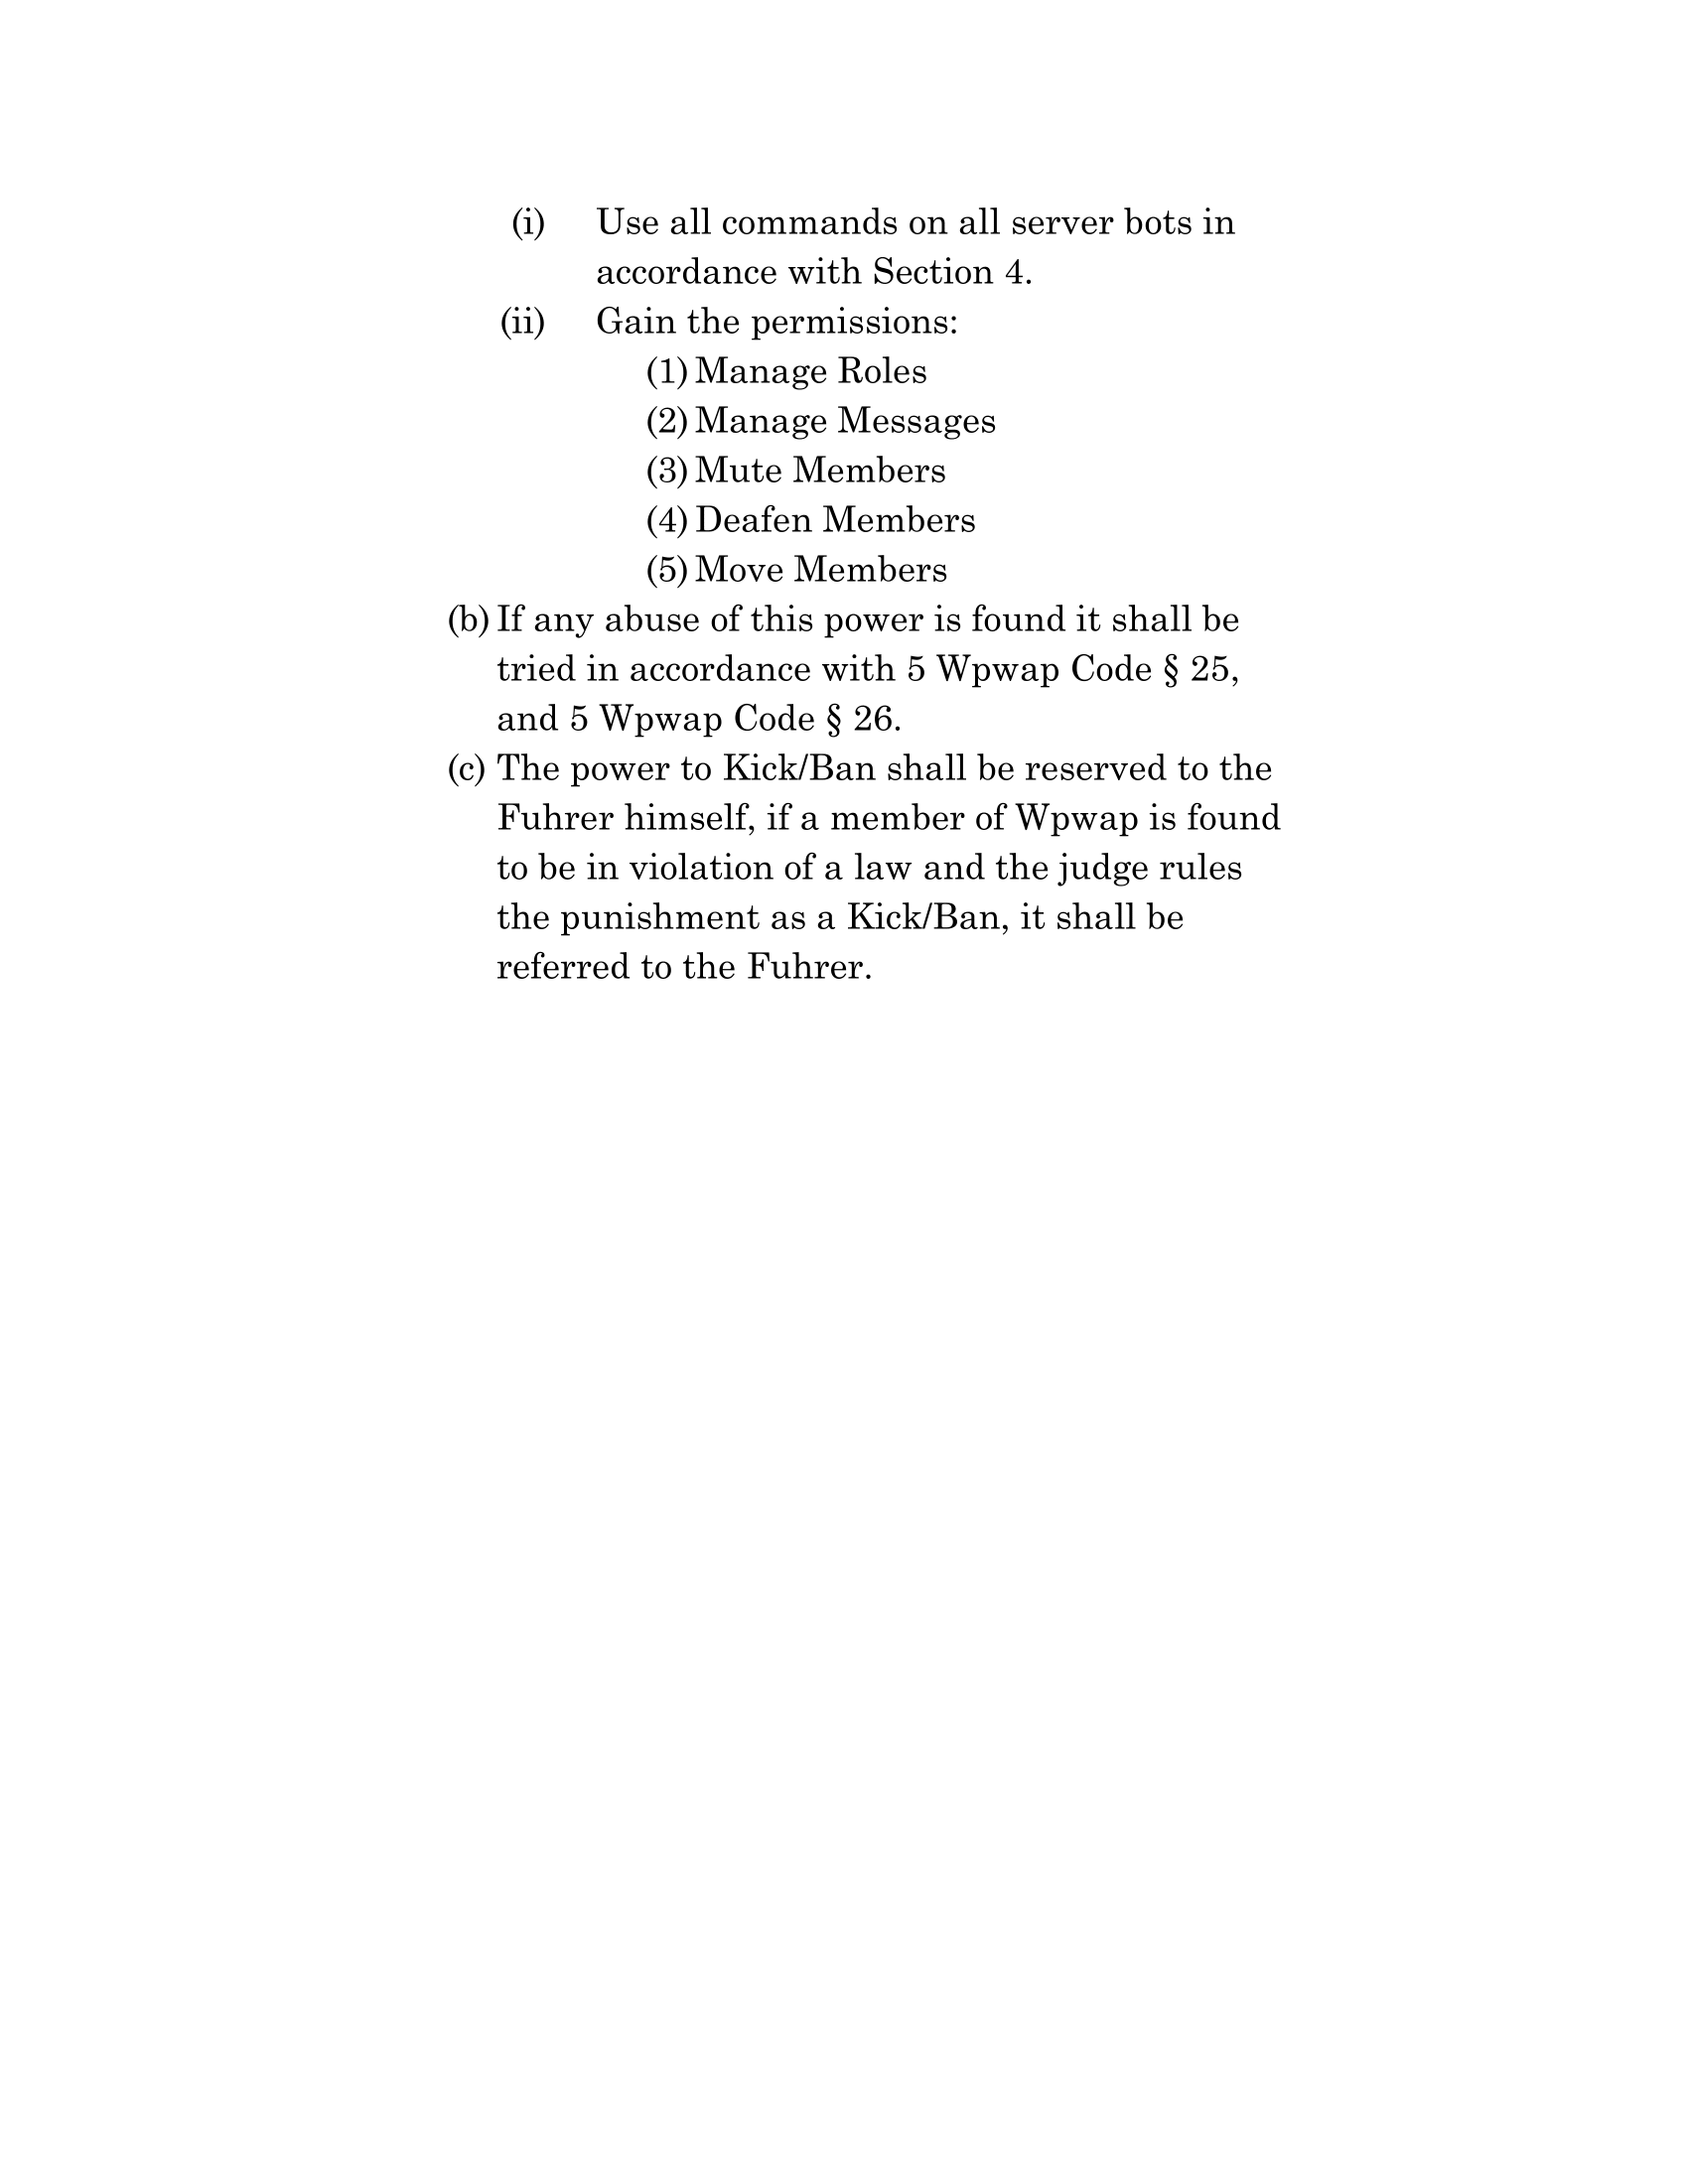 (i) Use all commands on all server bots in
accordance with Section 4.
(ii) Gain the permissions:
(1) Manage Roles
(2) Manage Messages
(3) Mute Members
(4) Deafen Members
(5) Move Members
(b) If any abuse of this power is found it shall be
tried in accordance with 5 Wpwap Code § 25,
and 5 Wpwap Code § 26.
(c) The power to Kick/Ban shall be reserved to the
Fuhrer himself, if a member of Wpwap is found
to be in violation of a law and the judge rules
the punishment as a Kick/Ban, it shall be
referred to the Fuhrer.